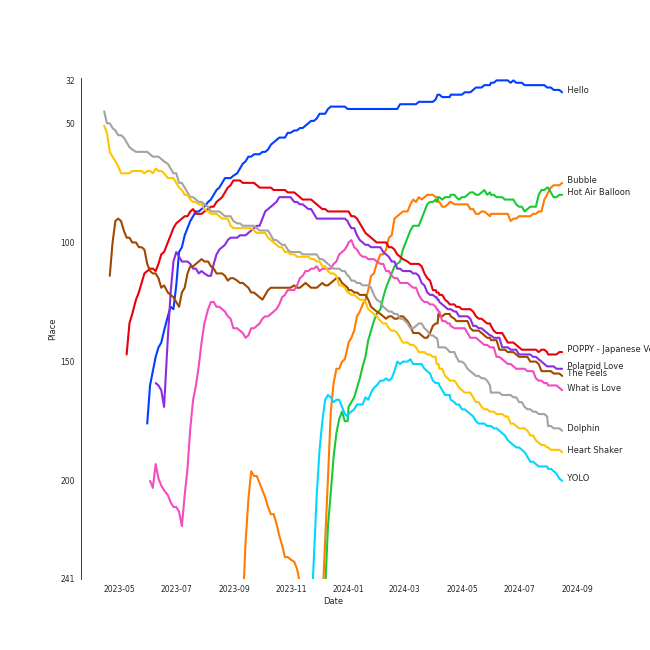 32
50
100
150
200
241
Place
2023-05
2023-07
2023-09
2023-11
2024-01
2024-03
2024-05
2024-07
2024-09
Date
Hello
Bubble
Hot Air Balloon
POPPY - Japanese Ve
Polaroid Love
The Feels
What is Love
Dolphin
Heart Shaker
YOLO